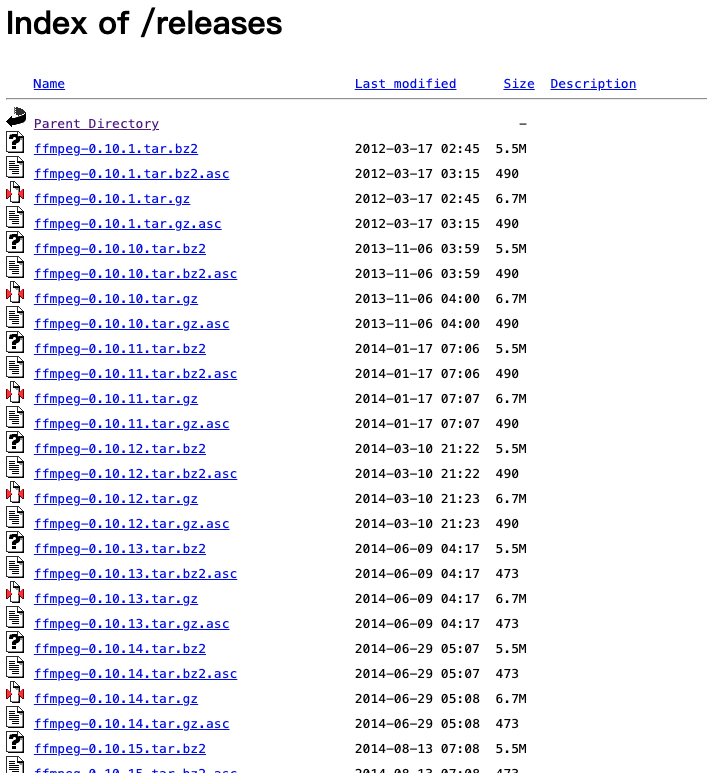 Index of /releases
Name Last modified Size Description
Parent Directory -
ffmpeg-0.10.1.tar.bz2 2012-03-17 02:45 5.5M
ffmpeg-0.10.1.tar.bz2.asc 2012-03-17 03:15 490
ffmpeg-0.10.1.tar.gz 2012-03-17 02:45 6.7M
ffmpeg-0.10.1.tar.gz.asc 2012-03-17 03:15 490
ffmpeg-0.10.10.tar.bz2 2013-11-06 03:59 5.5M
ffmpeg-0.10.10.tar.bz2.asc 2013-11-06 03:59 490
ffmpeg-0.10.10.tar.gz 2013-11-06 04:00 6.7M
ffmpeg-0.10.10.tar.gz.asc 2013-11-06 04:00 490
ffmpeg-0.10.11.tar.bz2 2014-01-17 07:06 5.5M
ffmpeg-0.10.11.tar.bz2.asc 2014-01-17 07:06 490
ffmpeg-0.10.11.tar.gz 2014-01-17 07:07 6.7M
ffmpeg-0.10.11.tar.gz.asc 2014-01-17 07:07 490
ffmpeg-0.10.12.tar.bz2 2014-03-10 21:22 5.5M
ffmpeg-0.10.12.tar.bz2.asc 2014-03-10 21:22 490
ffmpeg-0.10.12.tar.gz 2014-03-10 21:23 6.7M
ffmpeg-0.10.12.tar.gz.asc 2014-03-10 21:23 490
ffmpeg-0.10.13.tar.bz2 2014-06-09 04:17 5.5M
ffmpeg-0.10.13.tar.bz2.asc 2014-06-09 04:17 473
ffmpeg-0.10.13.tar.gz 2014-06-09 04:17 6.7M
ffmpeg-0.10.13.tar.gz.asc 2014-06-09 04:17 473
ffmpeg-0.10.14.tar.bz2 2014-06-29 05:07 5.5M
ffmpeg-0.10.14.tar.bz2.asc 2014-06-29 05:07 473
ffmpeg-0.10.14.tar.gz 2014-06-29 05:08 6.7M
ffmpeg-0.10.14.tar.gz.asc 2014-06-29 05:08 473
ffmpeg-0.10.15.tar.bz2 2014-08-13 07:08 5.5M
ffmpeg-0.10.15.tar.bz2.asc 2014-08-13 07:08 473